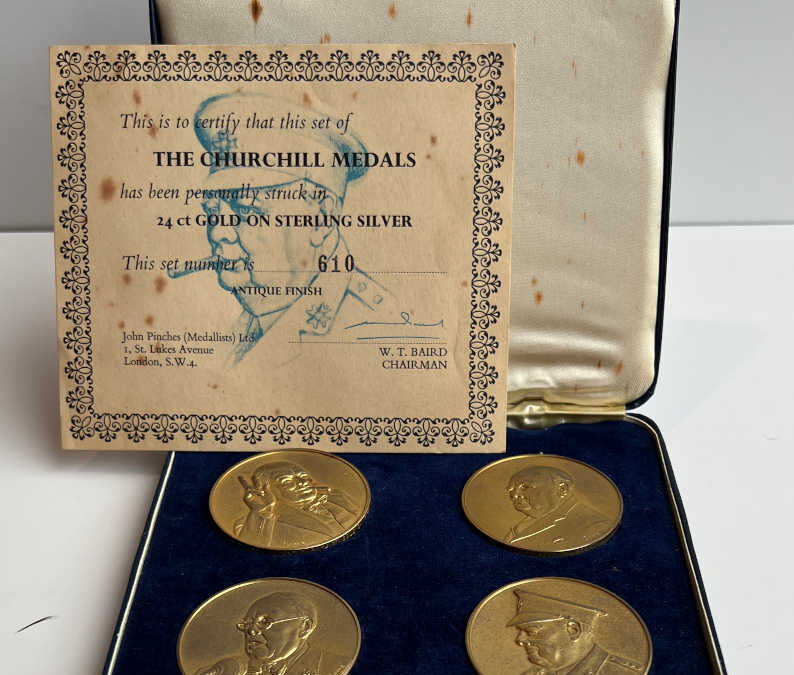 This is to certify that this set of
THE CHURCHILL MEDALS
has been personally struck in
24 ct GOLD ON STERLING SILVER
This set number is 610
ANTIQUE FINISH
John Pinches (Medallists) Ltd.
1, St. Lukes Avenue
London, S.W.4.
W. T. BAIRD
CHAIRMAN